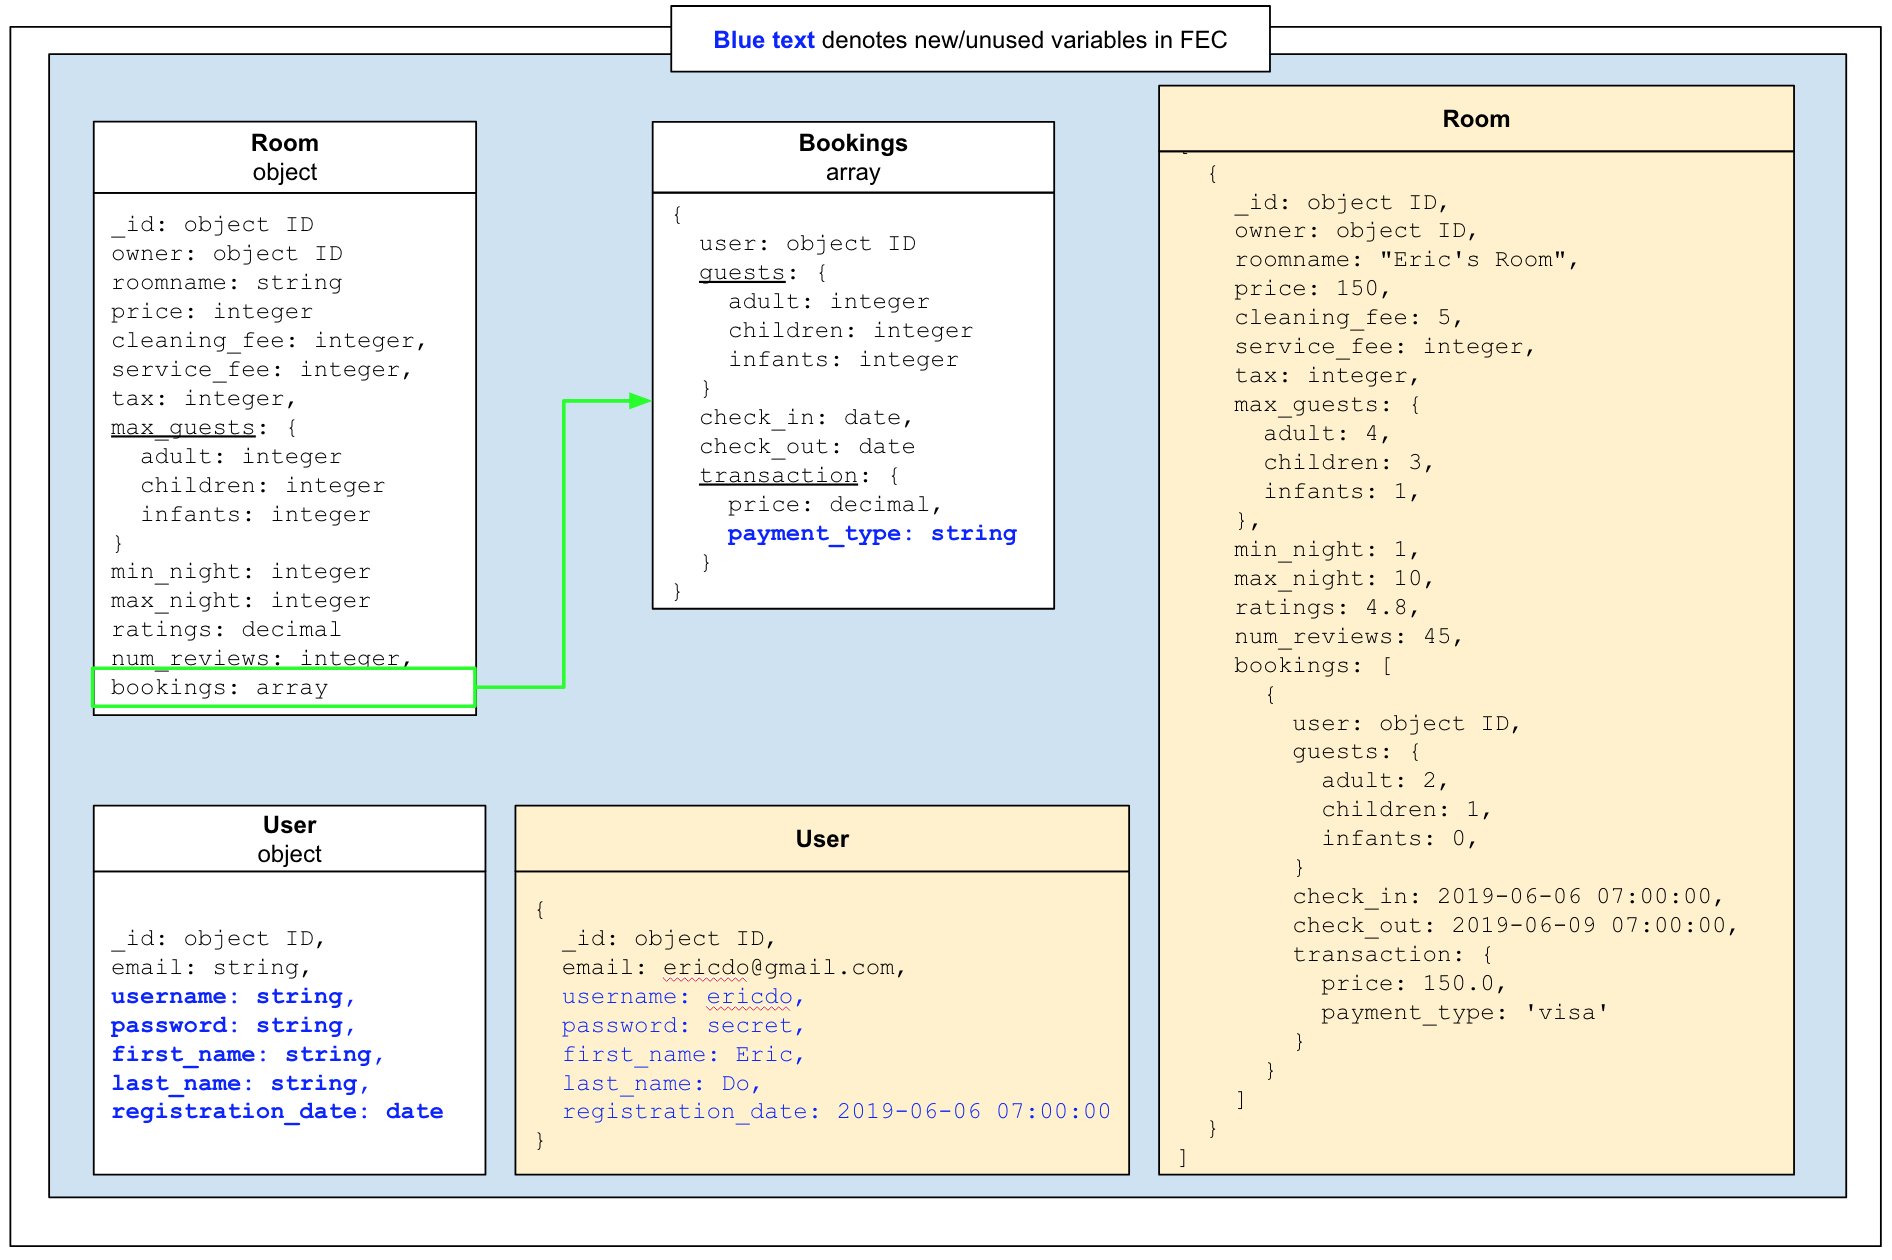 Blue text denotes new/unused variables in FEC
Room
object
_id: object ID
owner: object ID
roomname: string
price: integer
cleaning_fee: integer,
service_fee: integer,
tax: integer,
max_guests: {
  adult: integer
  children: integer
  infants: integer
}
min_night: integer
max_night: integer
ratings: decimal
num_reviews: integer,
bookings: array
Bookings
array
{
  user: object ID
  guests: {
    adult: integer
    children: integer
    infants: integer
  }
  check_in: date,
  check_out: date
  transaction: {
    price: decimal,
    payment_type: string
  }
}
Room
  {
    _id: object ID,
    owner: object ID,
    roomname: "Eric's Room",
    price: 150,
    cleaning_fee: 5,
    service_fee: integer,
    tax: integer,
    max_guests: {
      adult: 4,
      children: 3,
      infants: 1,
    },
    min_night: 1,
    max_night: 10,
    ratings: 4.8,
    num_reviews: 45,
    bookings: [
      {
        user: object ID,
        guests: {
          adult: 2,
          children: 1,
          infants: 0,
        }
        check_in: 2019-06-06 07:00:00,
        check_out: 2019-06-09 07:00:00,
        transaction: {
          price: 150.0,
          payment_type: 'visa'
        }
      }
    ]
  }
]
User
object
_id: object ID,
email: string,
username: string,
password: string,
first_name: string,
last_name: string,
registration_date: date
User
{
  _id: object ID,
  email: ericdo@gmail.com,
  username: ericdo,
  password: secret,
  first_name: Eric,
  last_name: Do,
  registration_date: 2019-06-06 07:00:00
}